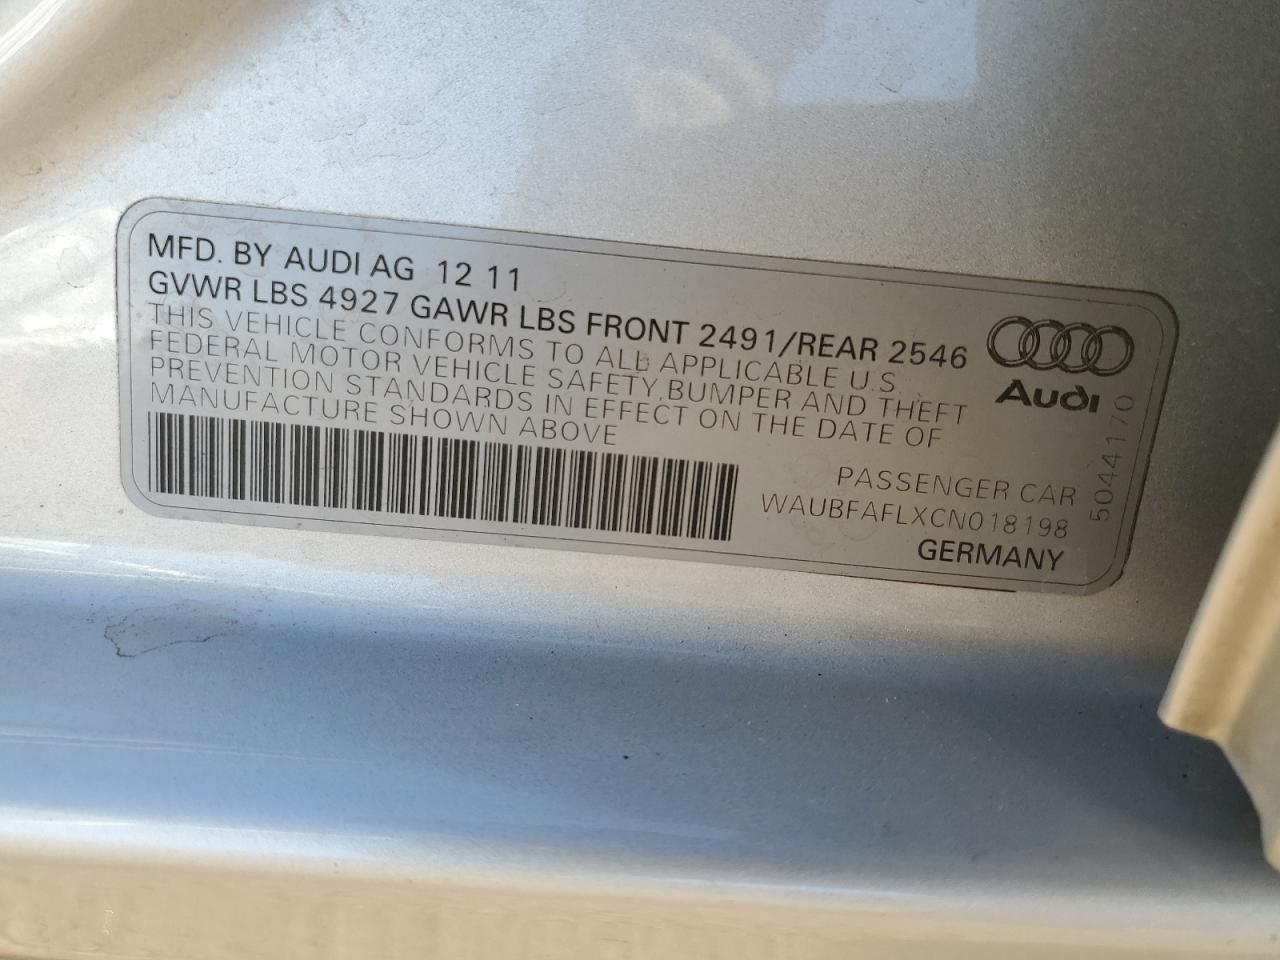 MFD. BY AUDI AG 12 11
GVWR LBS 4927 GAWR LBS FRONT 2491/REAR 2546
THIS VEHICLE CONFORMS TO ALL APPLICABLE U.S.
FEDERAL MOTOR VEHICLE SAFETY, BUMPER AND THEFT
PREVENTION STANDARDS IN EFFECT ON THE DATE OF
MANUFACTURE SHOWN ABOVE
Audi
PASSENGER CAR
WAUBFAFLXCN018198
GERMANY
5044170